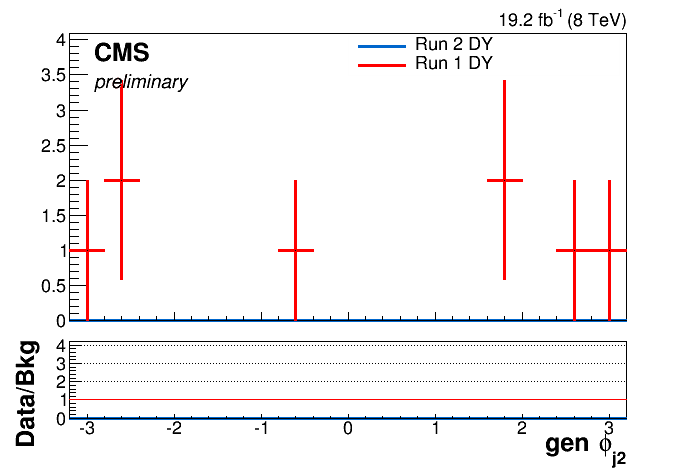 19.2 fb⁻¹ (8 TeV)
CMS
preliminary
Run 2 DY
Run 1 DY
4
3.5
3
2.5
2
1.5
1
0.5
0
Data/Bkg
4
3
2
1
0
-3 -2 -1 0 1 2 3
gen ϕj2